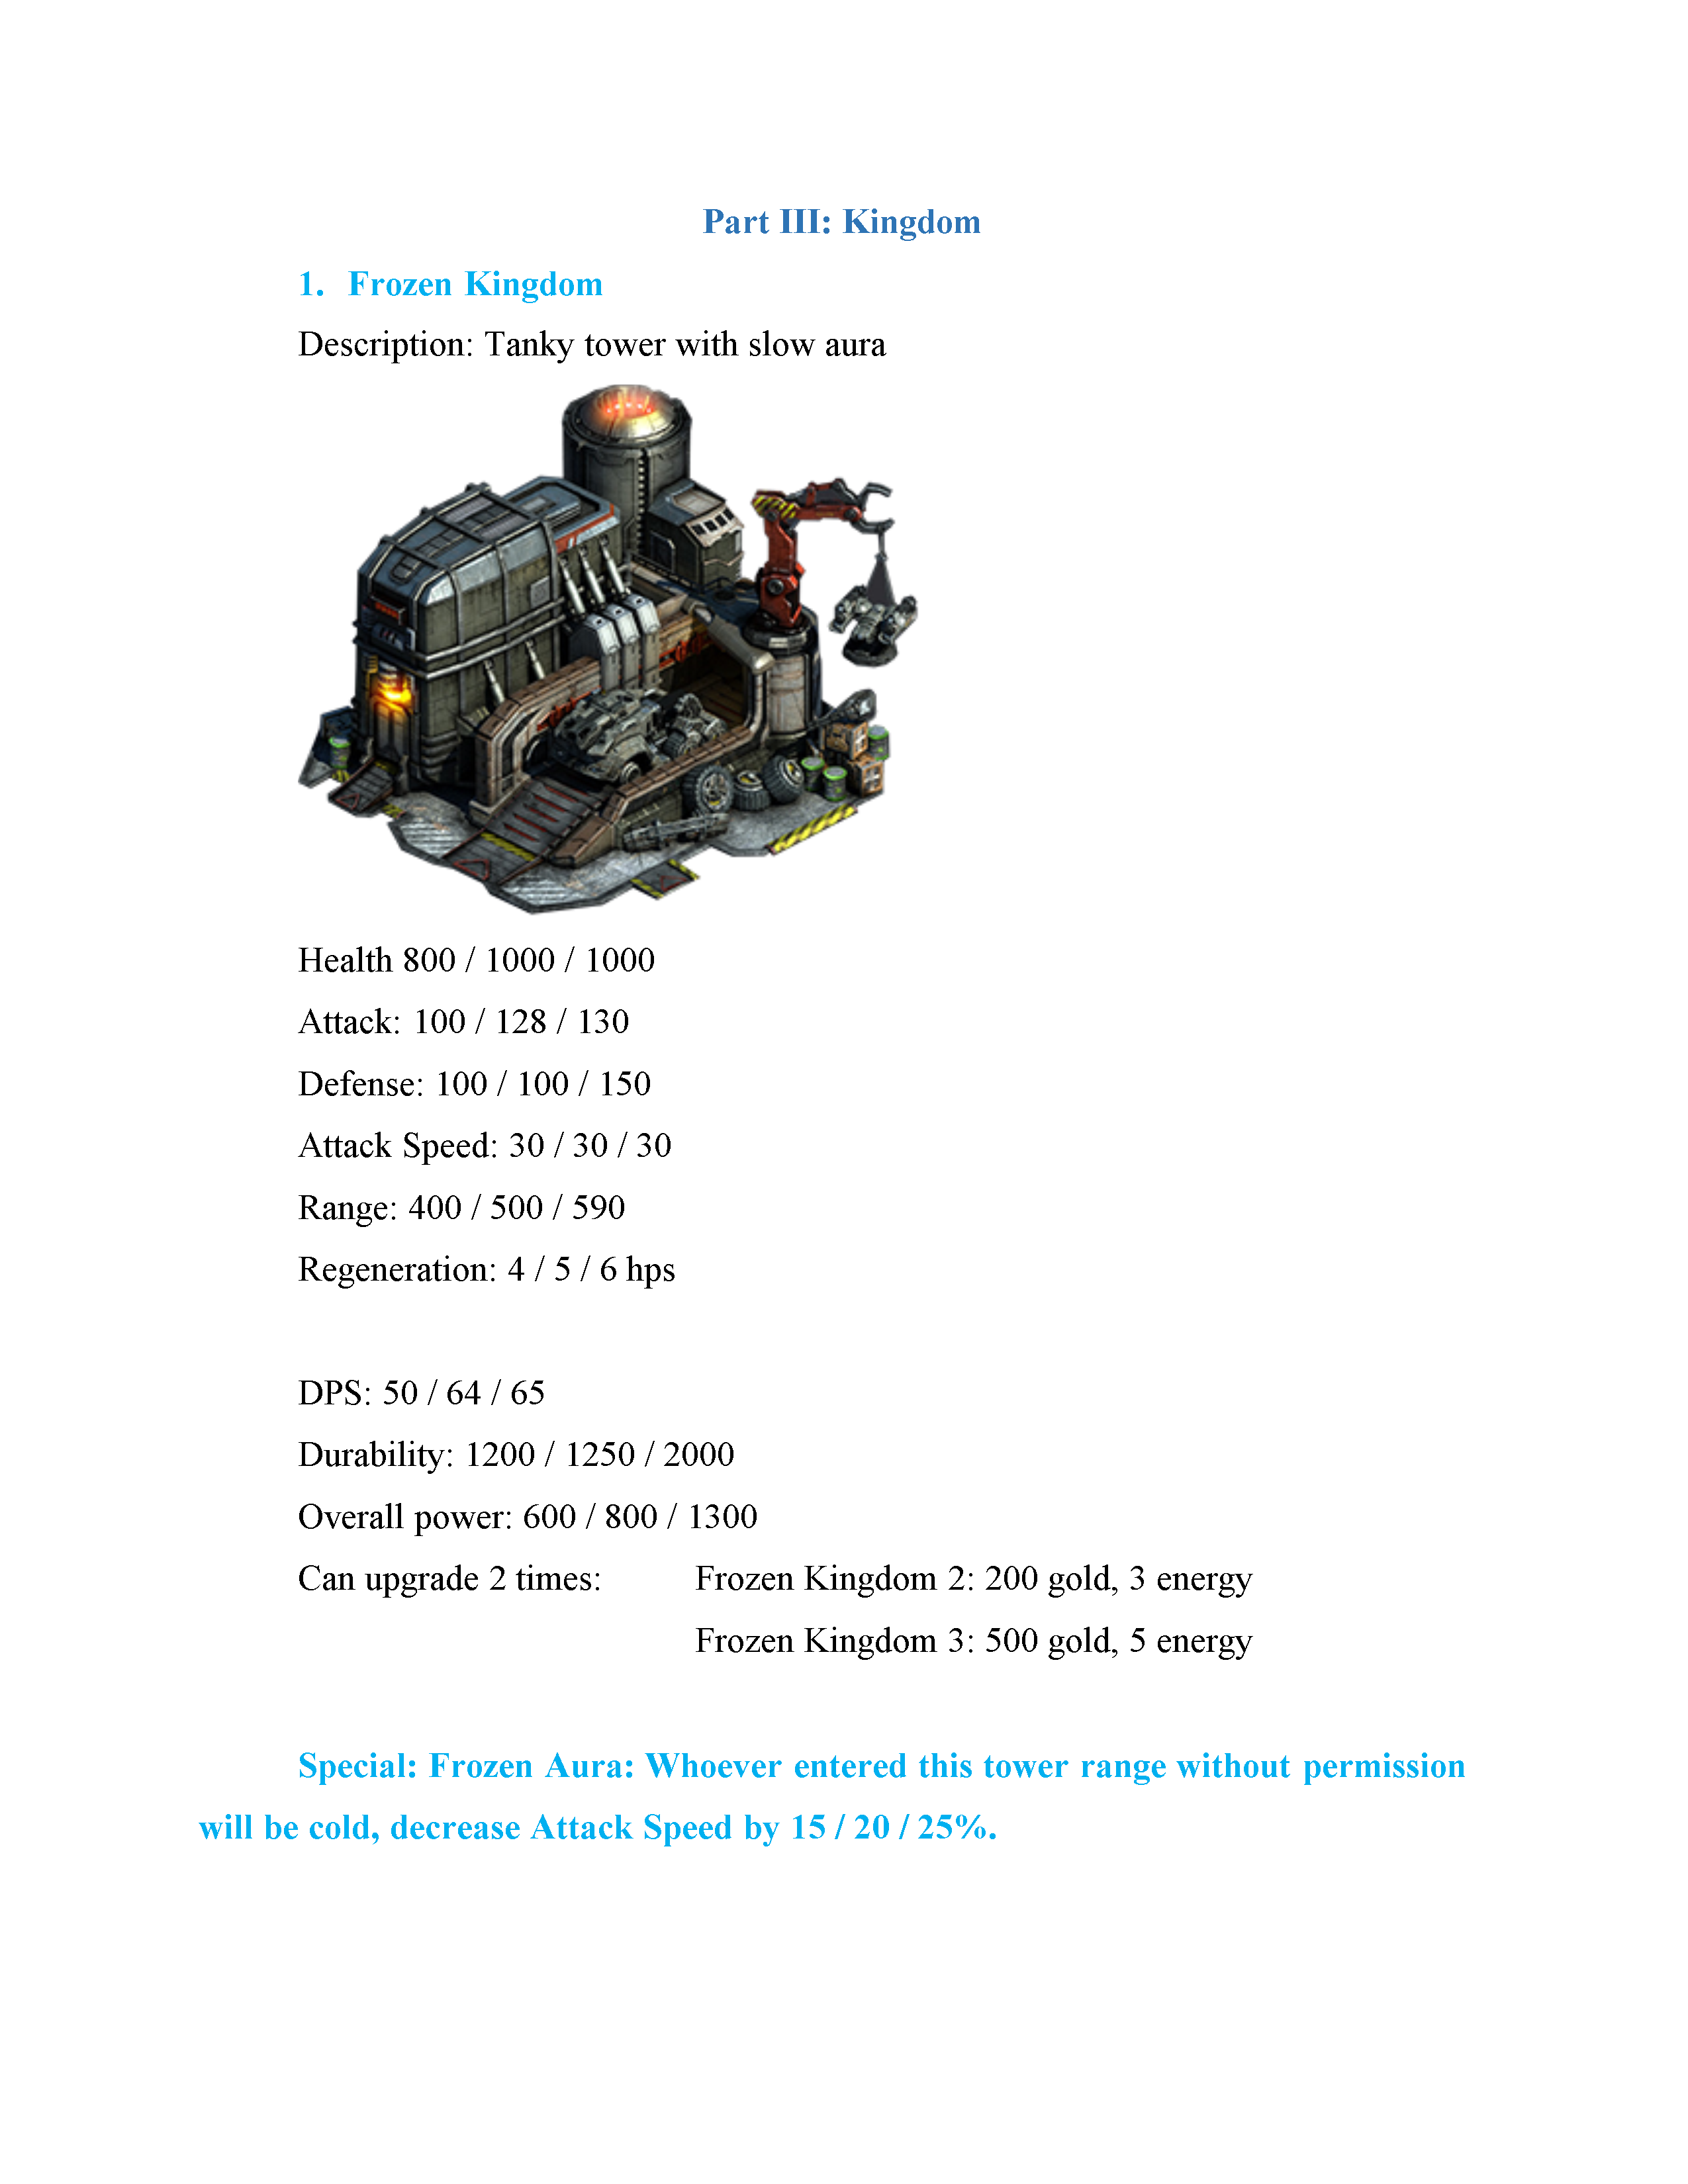 Part III: Kingdom
1. Frozen Kingdom
Description: Tanky tower with slow aura
Health 800 / 1000 / 1000
Attack: 100 / 128 / 130
Defense: 100 / 100 / 150
Attack Speed: 30 / 30 / 30
Range: 400 / 500 / 590
Regeneration: 4 / 5 / 6 hps
DPS: 50 / 64 / 65
Durability: 1200 / 1250 / 2000
Overall power: 600 / 800 / 1300
Can upgrade 2 times: Frozen Kingdom 2: 200 gold, 3 energy
Frozen Kingdom 3: 500 gold, 5 energy
Special: Frozen Aura: Whoever entered this tower range without permission
will be cold, decrease Attack Speed by 15 / 20 / 25%.